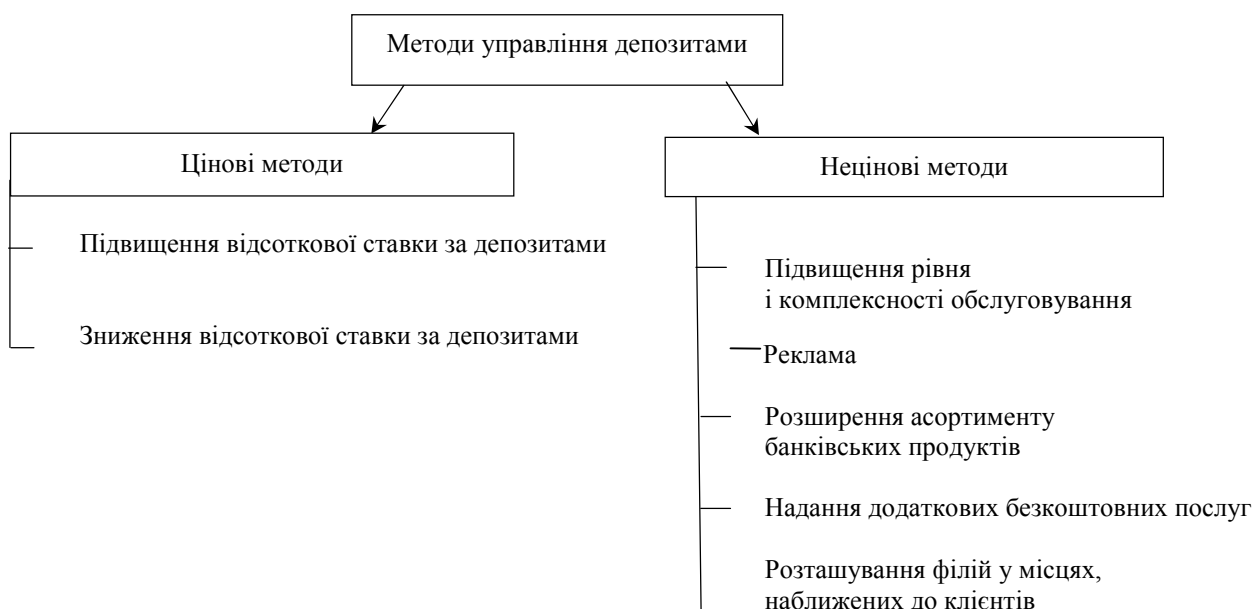 Методи управління депозитами
Цінові методи
Підвищення відсоткової ставки за депозитами
Зниження відсоткової ставки за депозитами
Нецінові методи
Підвищення рівня
і комплексності обслуговування
Реклама
Розширення асортименту
банківських продуктів
Надання додаткових безкоштовних послуг
Розташування філій у місцях,
наближених до клієнтів